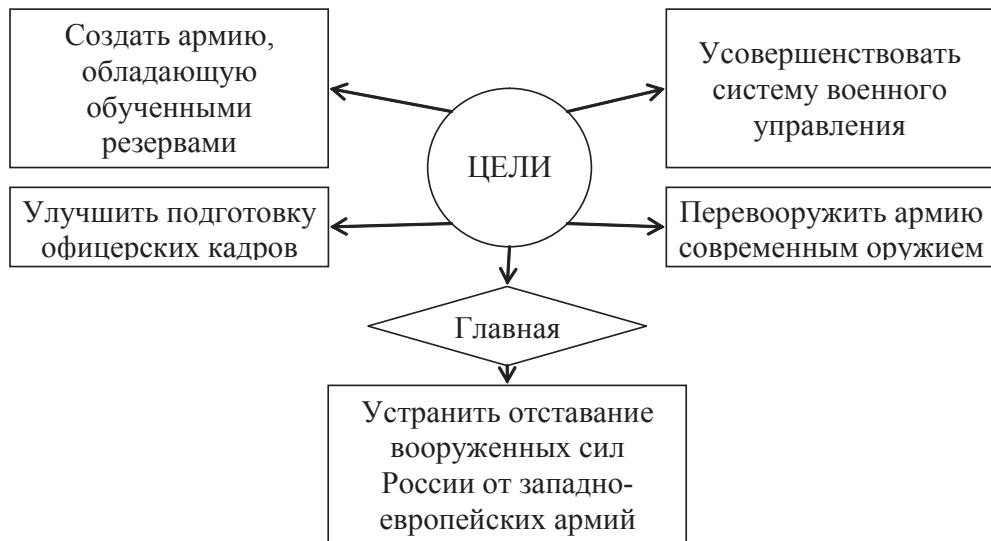 Создать армию,
обладающую
обученными
резервами
Усовершенствовать
систему военного
управления
ЦЕЛИ
Улучшить подготовку
офицерских кадров
Перевооружить армию
современным оружием
Главная
Устранить отставание
вооруженных сил
России от западно-
европейских армий